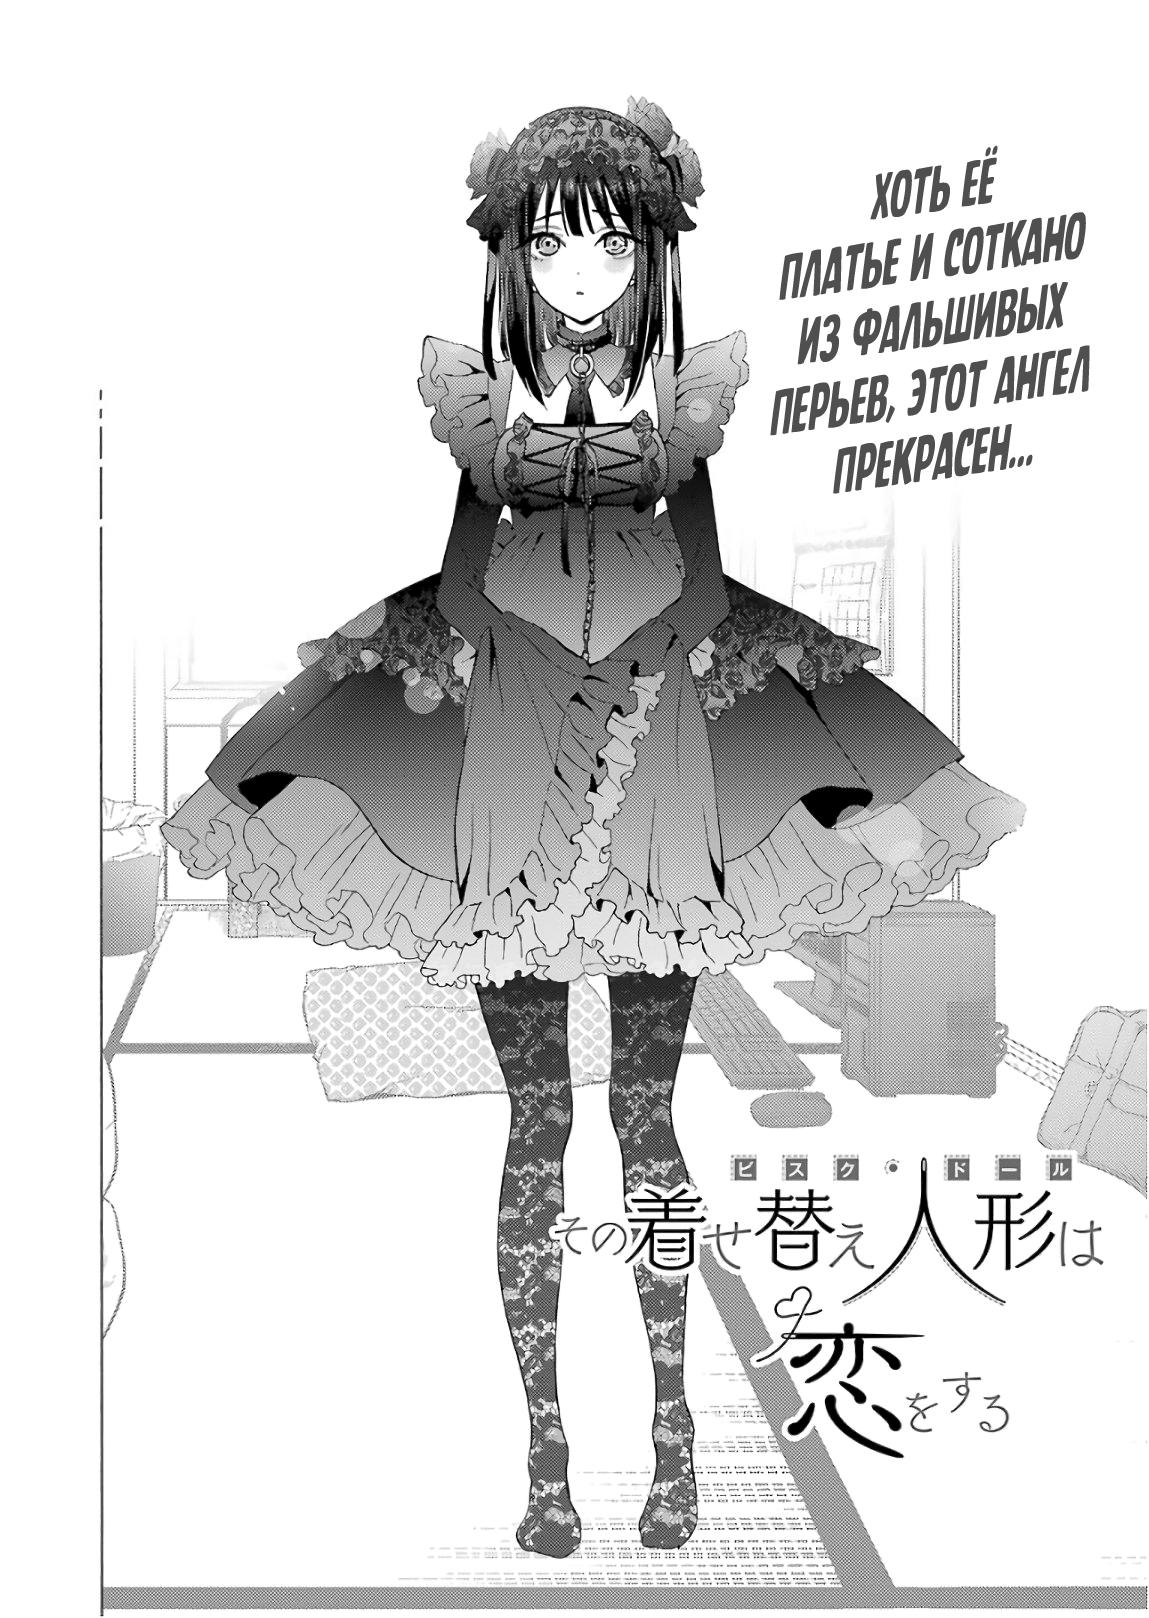 ХОТЬ ЕЁ
ПЛАТЬЕ И СОТКАНО
ИЗ ФАЛЬШИВЫХ
ПЕРЬЕВ, ЭТОТ АНГЕЛ
ПРЕКРАСЕН...
ビスク・ドール
その着せ替え人形は
恋をする